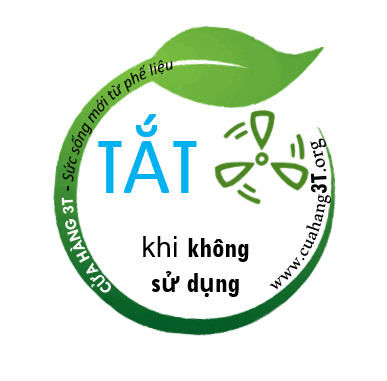 CỬA HÀNG 3T - Sức sống mới từ phế liệu
TẮT
khi không
sử dụng
www.cuahang3T.org